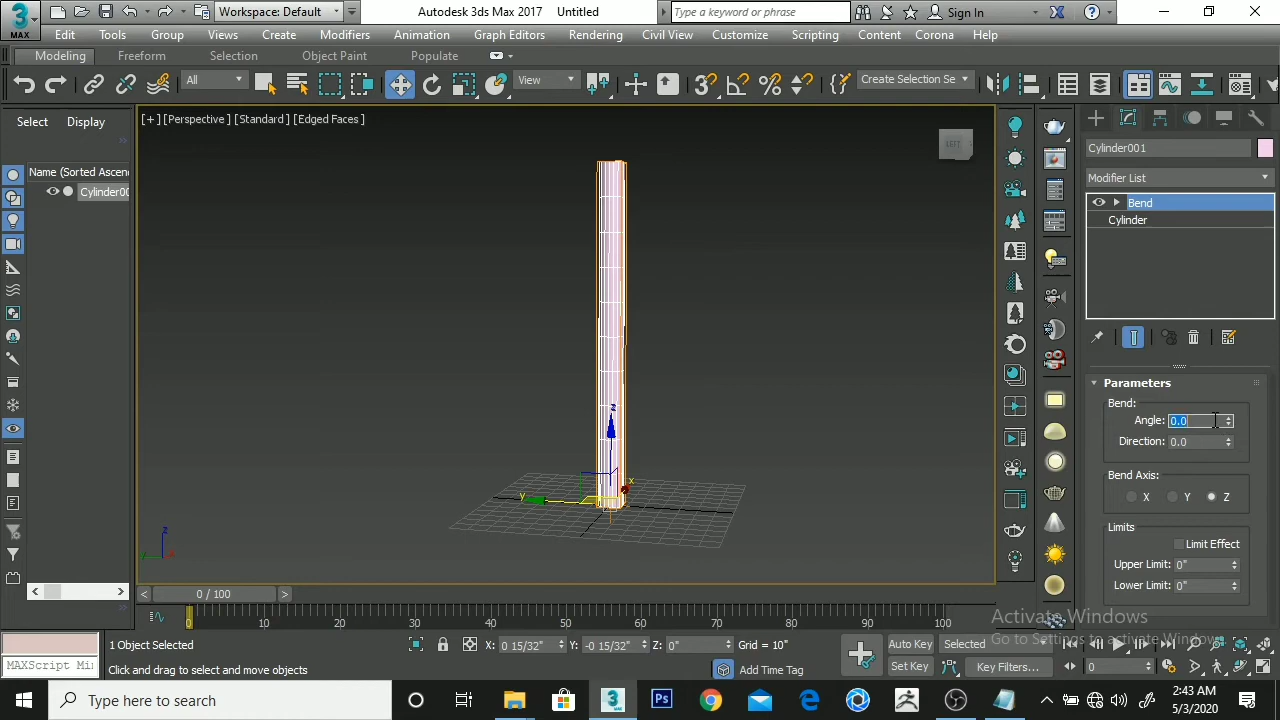 3
MAX
Workspace: Default
Autodesk 3ds Max 2017
Untitled
Type a keyword or phrase
Sign In
Edit Tools Group Views Create Modifiers Animation Graph Editors Rendering Civil View Customize Scripting Content Corona Help
Modeling Freeform Selection Object Paint Populate
All
View
Create Selection Se
Select Display
[+] [Perspective] [Standard] [Edged Faces]
LEFT
Name (Sorted Ascen
Cylinder00
Cylinder001
Modifier List
Bend
Cylinder
Parameters
Bend:
Angle: 0.0
Direction: 0.0
Bend Axis:
X Y Z
Limits
Limit Effect
Upper Limit: 0"
Lower Limit: 0"
z
x
y
z
0 / 100
0 10 20 30 40 50 60 70 80 90 100
Activate Windows
Go to Settings to activate Windows.
1 Object Selected
X: 0 15/32" Y: -0 15/32" Z: 0" Grid = 10"
Auto Key Selected
MAXScript Mi
Click and drag to select and move objects
Add Time Tag
Set Key Key Filters...
0
Type here to search
Ps
2:43 AM
5/3/2020